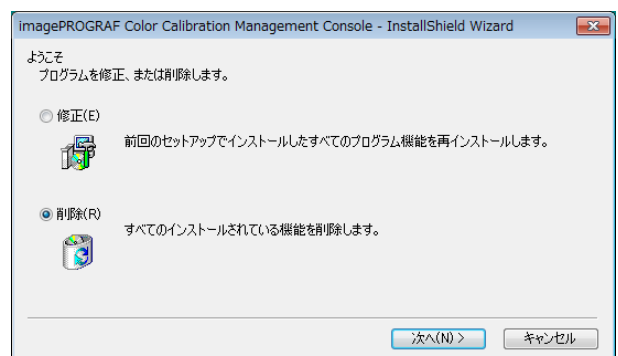 imagePROGRAF Color Calibration Management Console - InstallShield Wizard
ようこそ
プログラムを修正、または削除します。
修正(E)
前回のセットアップでインストールしたすべてのプログラム機能を再インストールします。
削除(R)
すべてのインストールされている機能を削除します。
次へ(N) >
キャンセル